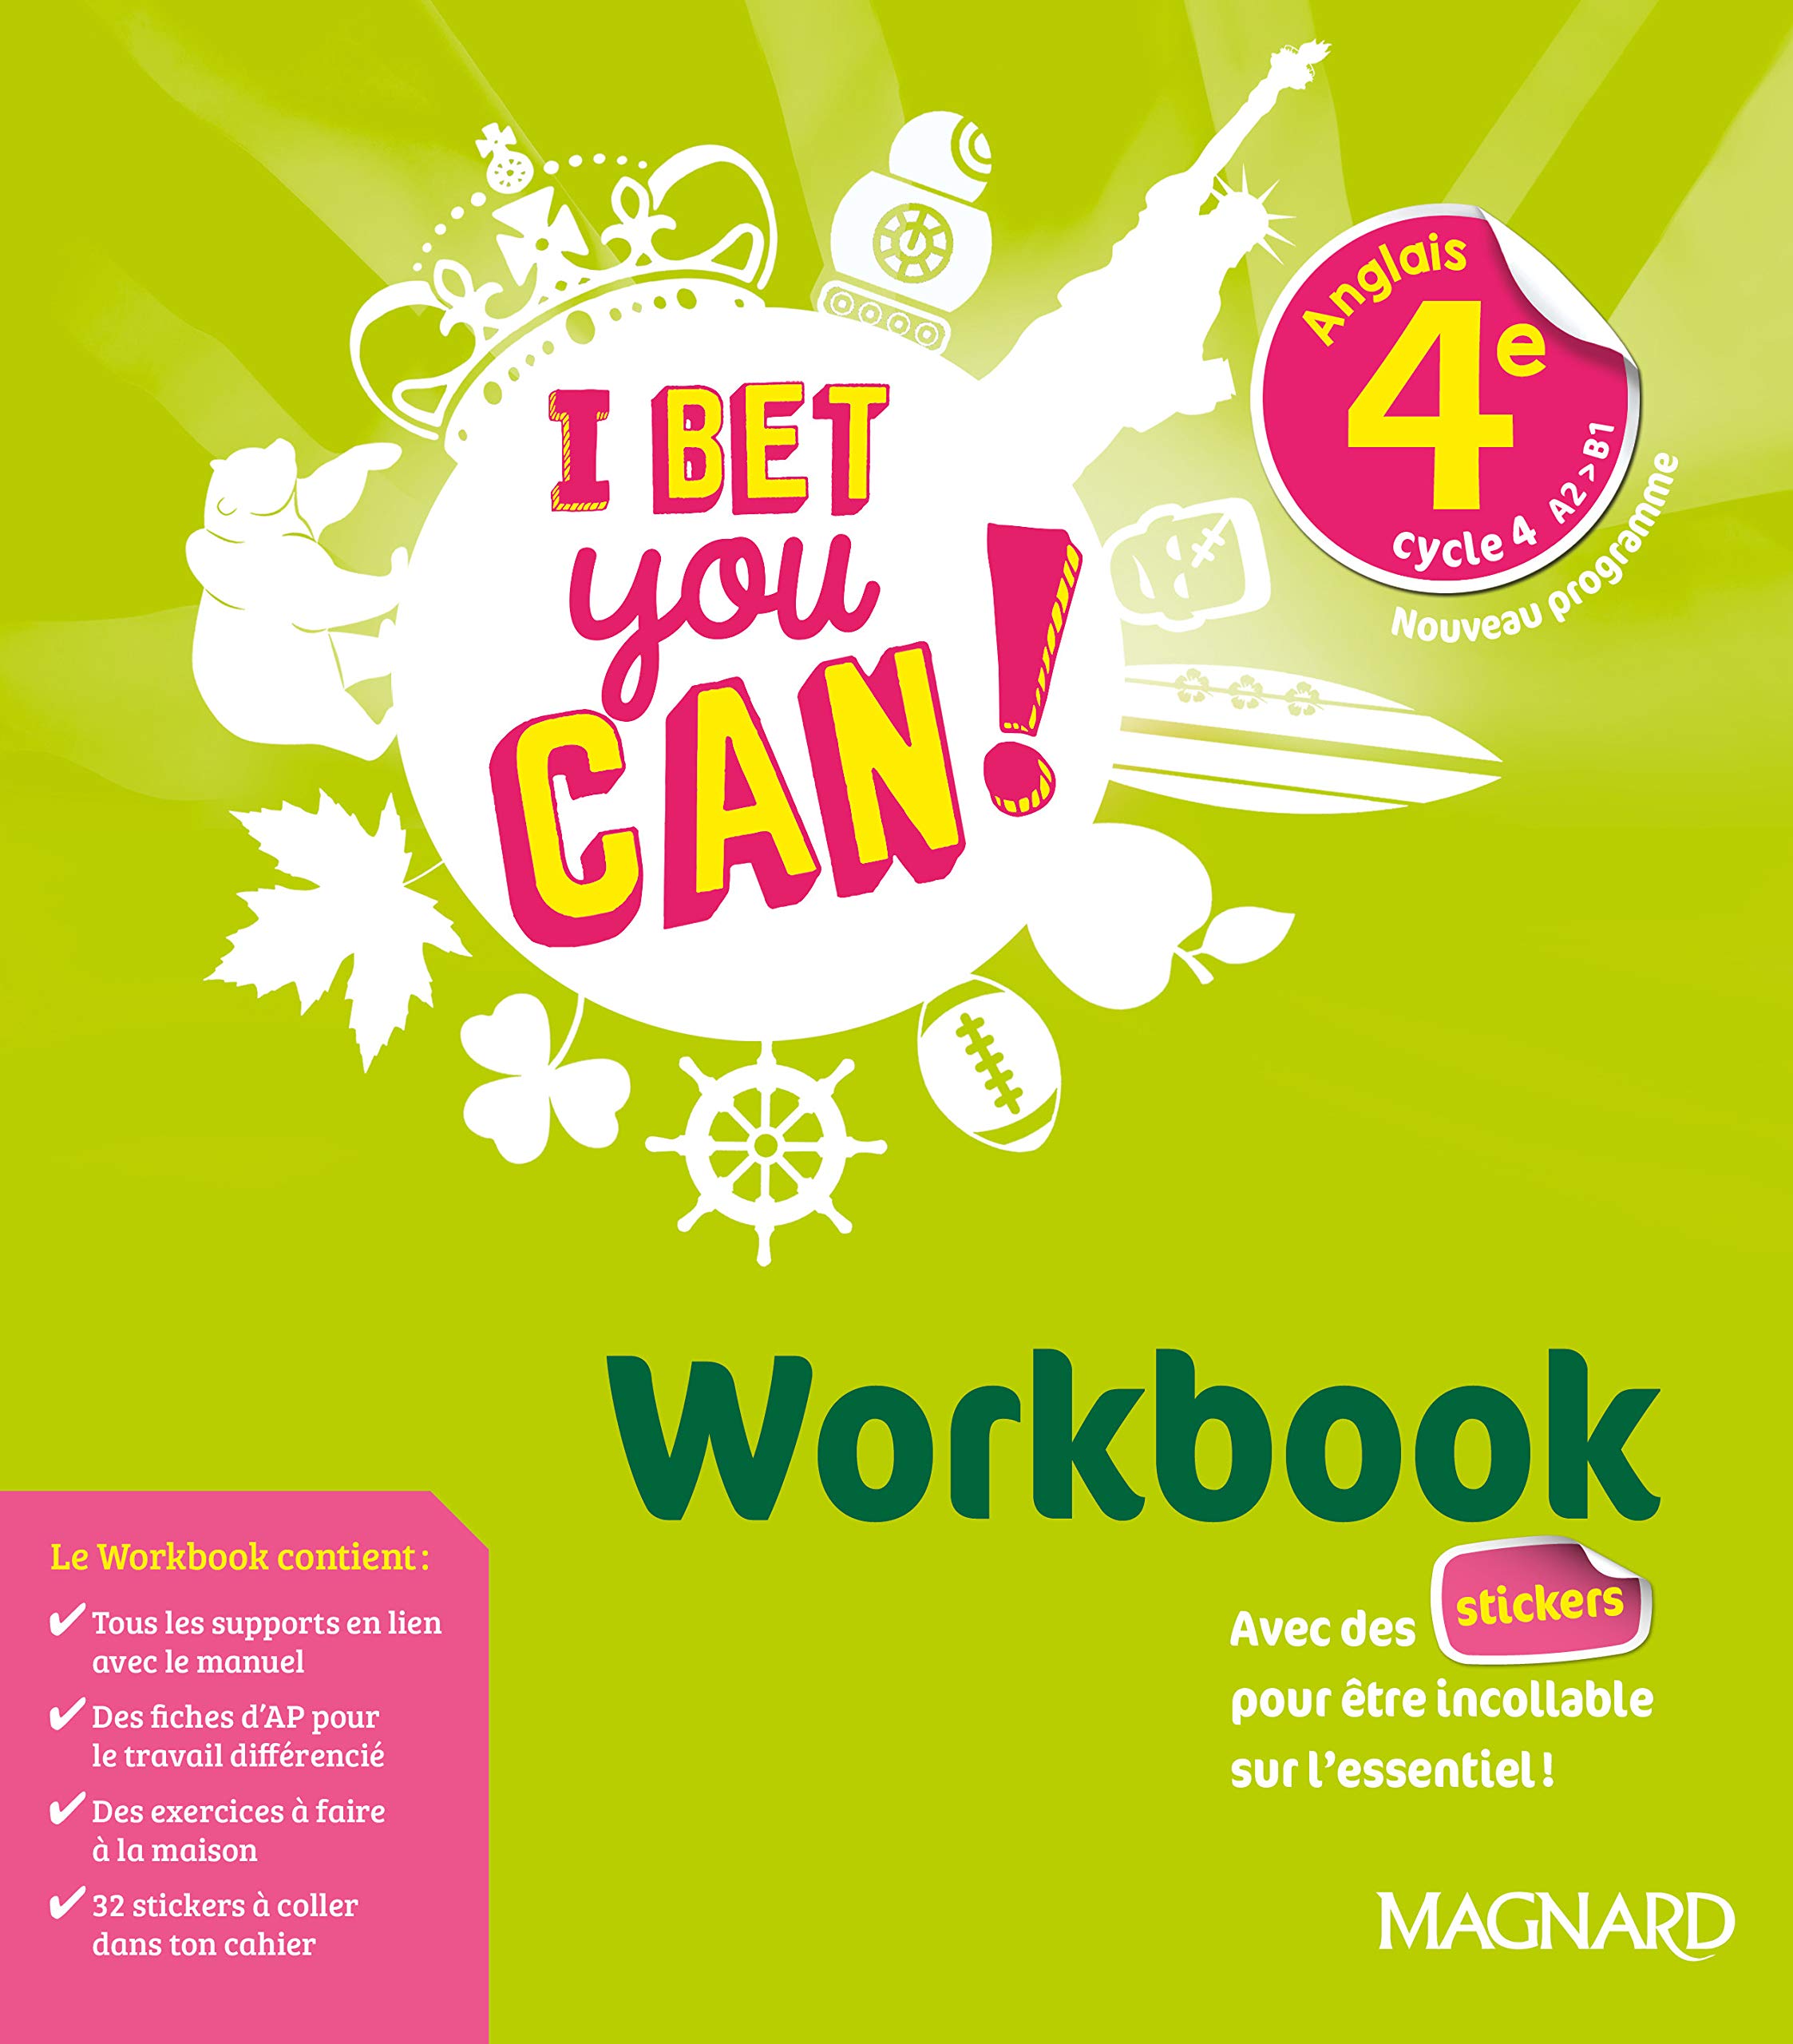 I BET
you
CAN!
Anglais
4e
Cycle 4 A2 > B1
Nouveau programme
Workbook
Avec des stickers
pour être incollable
sur l'essentiel !
Le Workbook contient :
✔ Tous les supports en lien
avec le manuel
✔ Des fiches d'AP pour
le travail différencié
✔ Des exercices à faire
à la maison
✔ 32 stickers à coller
dans ton cahier
MAGNARD